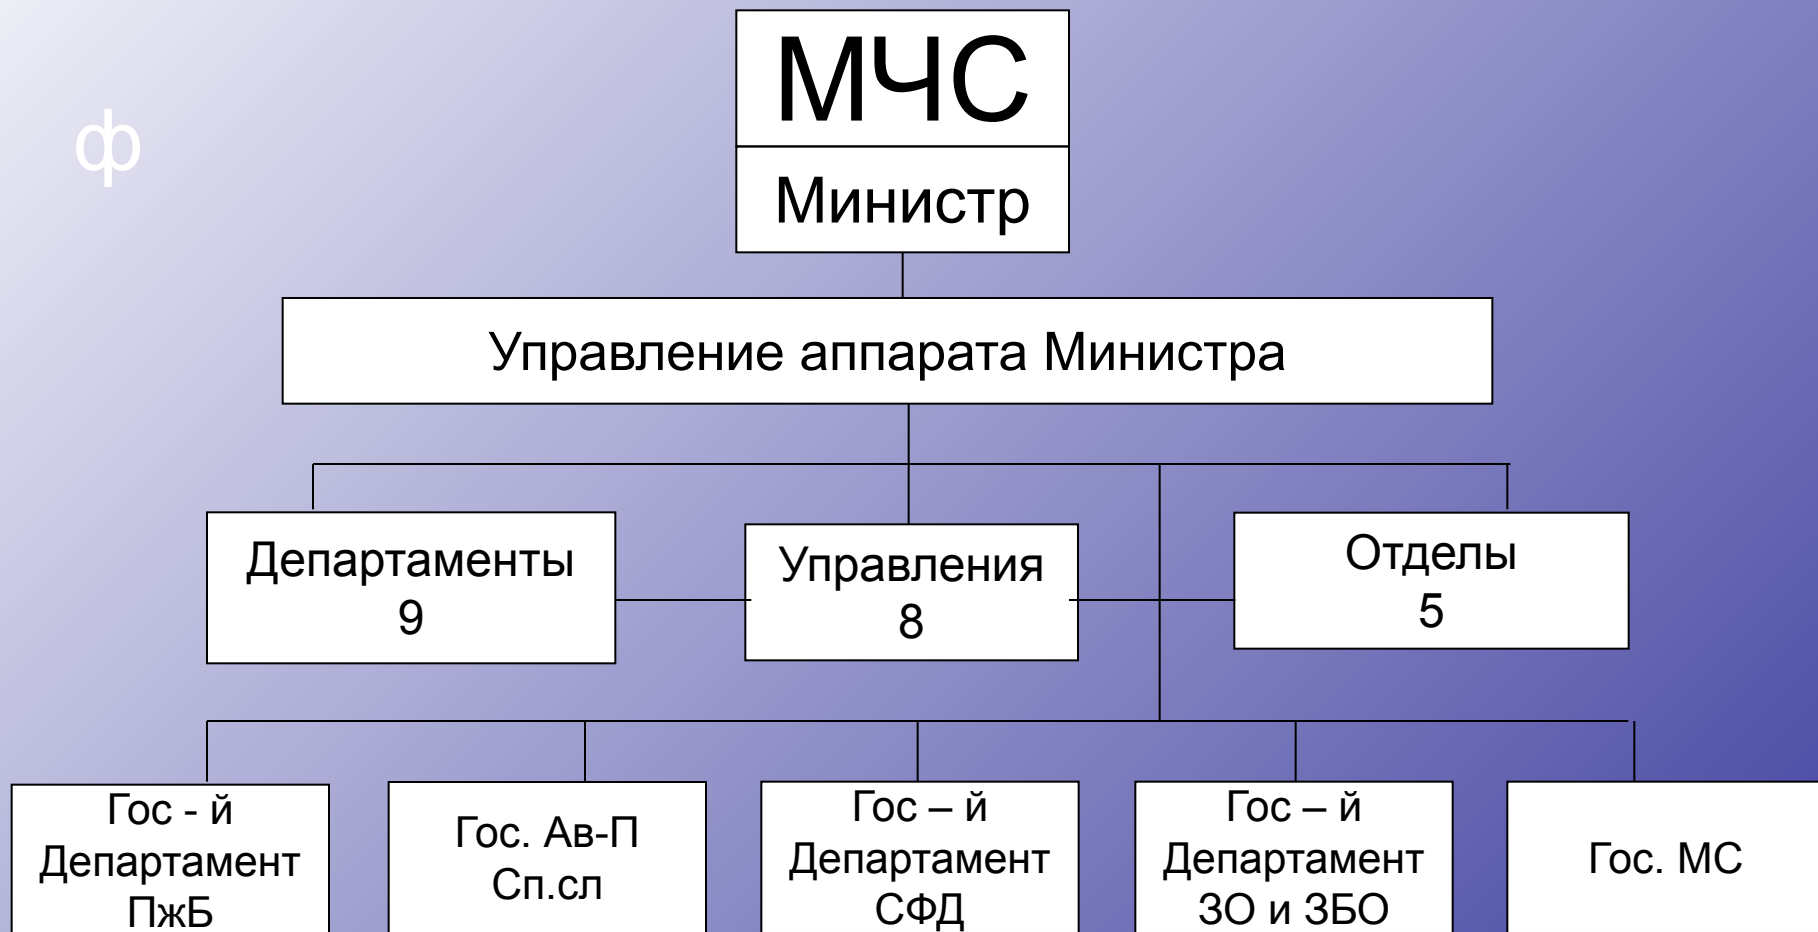 МЧС
ф
Министр
Управление аппарата Министра
Департаменты
9
Управления
8
Отделы
5
Гос - й
Департамент
ПжБ
Гос. Ав-П
Сп.сл
Гос – й
Департамент
СФД
Гос – й
Департамент
ЗО и ЗБО
Гос. МС